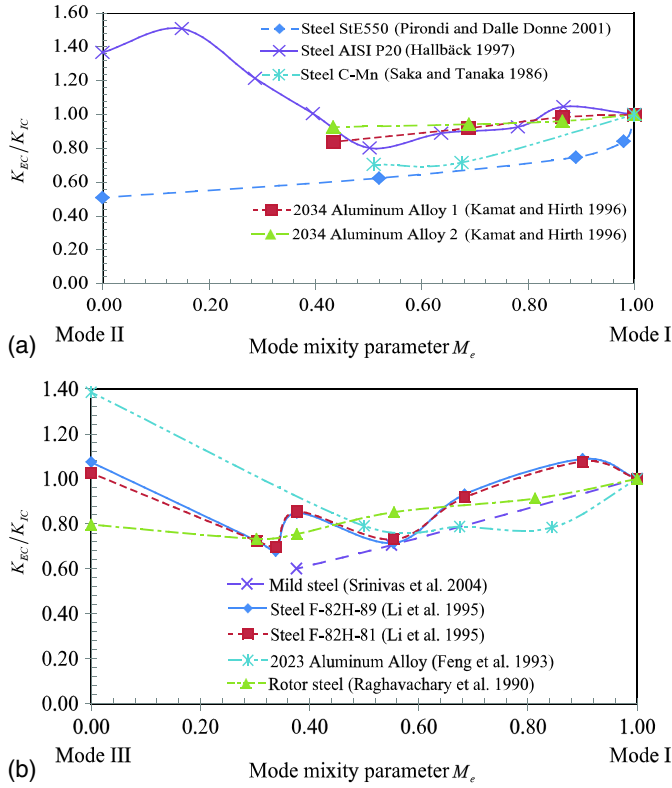 1.60
1.40
1.20
1.00
0.80
0.60
0.40
0.20
0.00
K_EC/K_IC
Steel StE550 (Pirondi and Dalle Donne 2001)
Steel AISI P20 (Hallbäck 1997)
Steel C-Mn (Saka and Tanaka 1986)
2034 Aluminum Alloy 1 (Kamat and Hirth 1996)
2034 Aluminum Alloy 2 (Kamat and Hirth 1996)
0.00 0.20 0.40 0.60 0.80 1.00
Mode II Mode I
(a) Mode mixity parameter M_e
1.40
1.20
1.00
0.80
0.60
0.40
0.20
0.00
K_EC/K_IC
Mild steel (Srinivas et al. 2004)
Steel F-82H-89 (Li et al. 1995)
Steel F-82H-81 (Li et al. 1995)
2023 Aluminum Alloy (Feng et al. 1993)
Rotor steel (Raghavachary et al. 1990)
0.00 0.20 0.40 0.60 0.80 1.00
Mode III Mode I
(b) Mode mixity parameter M_e